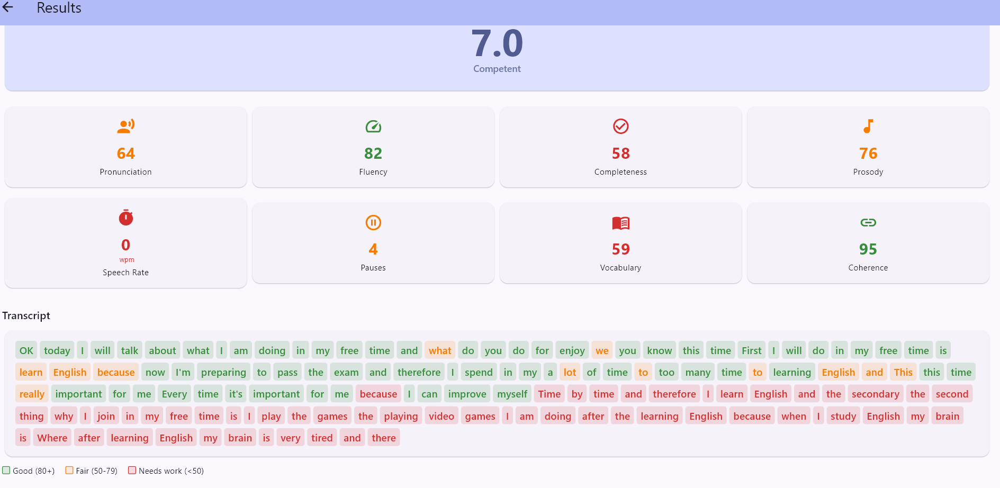 Results
7.0
Competent
64
Pronunciation
82
Fluency
58
Completeness
76
Prosody
0
wpm
Speech Rate
4
Pauses
59
Vocabulary
95
Coherence
Transcript
OK today I will talk about what I am doing in my free time and what do you do for enjoy we you know this time First I will do in my free time is
learn English because now I'm preparing to pass the exam and therefore I spend in my a lot of time to too many time to learning English and This this time
really important for me Every time it's important for me because I can improve myself Time by time and therefore I learn English and the secondary the second
thing why I join in my free time is I play the games the playing video games I am doing after the learning English because when I study English my brain
is Where after learning English my brain is very tired and there
Good (80+) Fair (50-79) Needs work (<50)